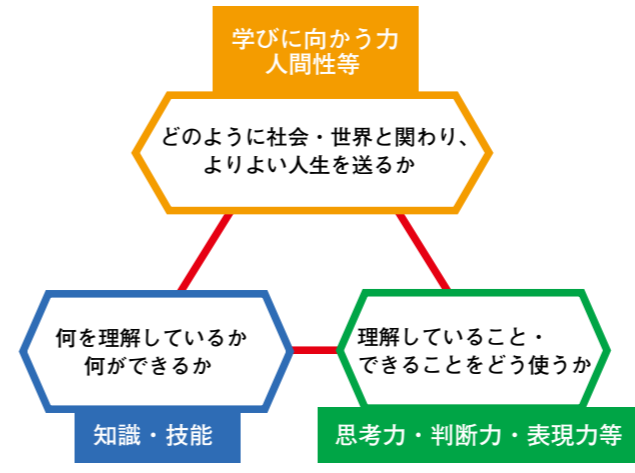 学びに向かう力
人間性等
どのように社会・世界と関わり、
よりよい人生を送るか
何を理解しているか
何ができるか
知識・技能
理解していること・
できることをどう使うか
思考力・判断力・表現力等